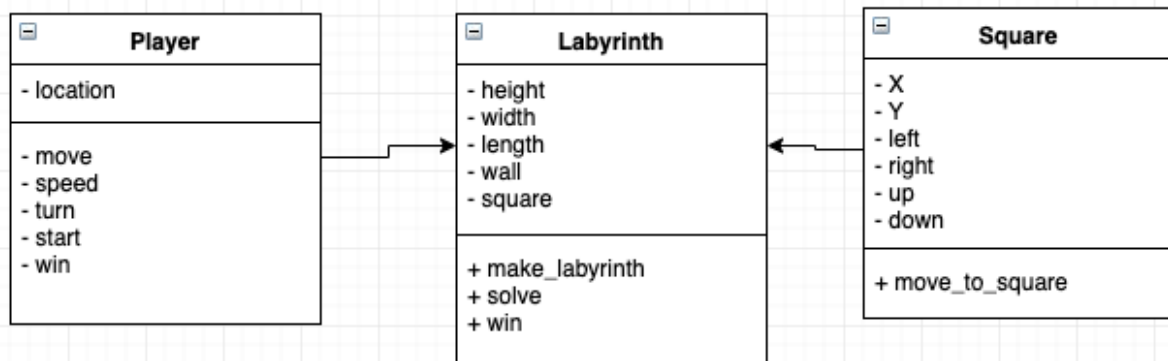 Player
- location
- move
- speed
- turn
- start
- win
Labyrinth
- height
- width
- length
- wall
- square
+ make_labyrinth
+ solve
+ win
Square
- X
- Y
- left
- right
- up
- down
+ move_to_square